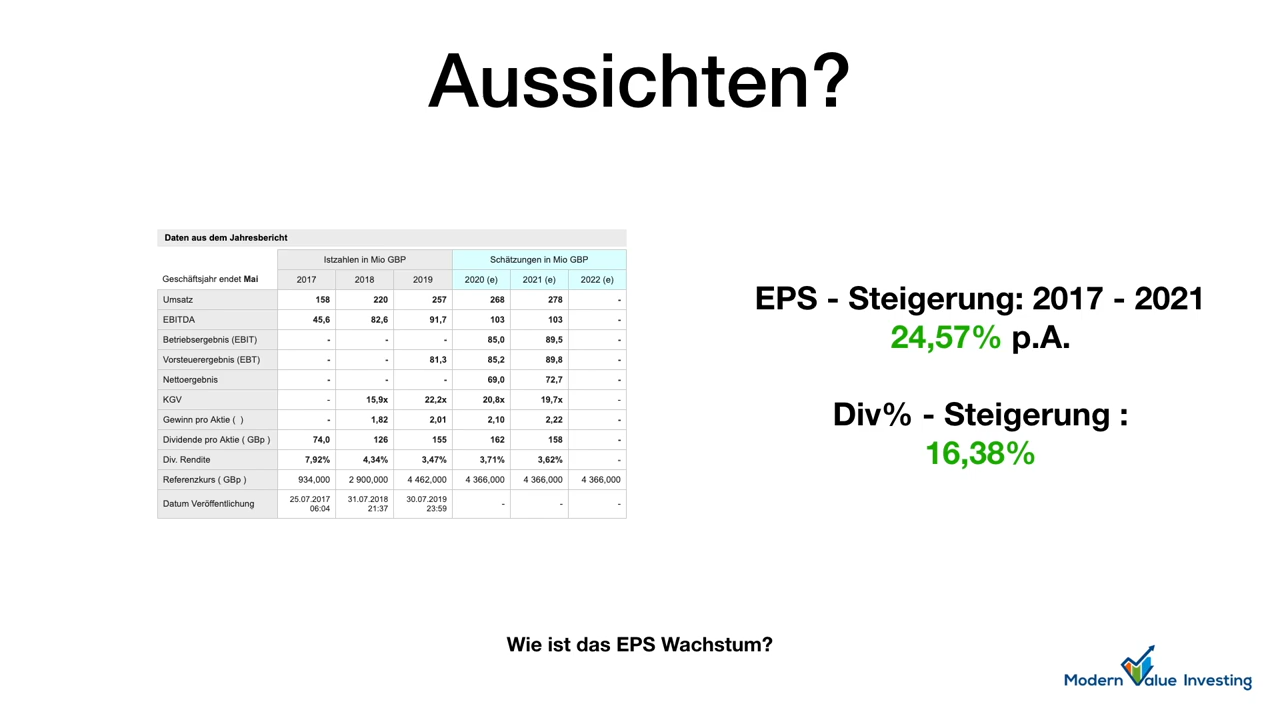 Aussichten?
Daten aus dem Jahresbericht
Istzahlen in Mio GBP Schätzungen in Mio GBP
Geschäftsjahr endet Mai 2017 2018 2019 2020 (e) 2021 (e) 2022 (e)
Umsatz 158 220 257 268 278 -
EBITDA 45,6 82,6 91,7 103 103 -
Betriebsergebnis (EBIT) - - - 85,0 89,5 -
Vorsteuerergebnis (EBT) - - 81,3 85,2 89,8 -
Nettoergebnis - - - 69,0 72,7 -
KGV - 15,9x 22,2x 20,8x 19,7x -
Gewinn pro Aktie ( ) - 1,82 2,01 2,10 2,22 -
Dividende pro Aktie ( GBp ) 74,0 126 155 162 158 -
Div. Rendite 7,92% 4,34% 3,47% 3,71% 3,62% -
Referenzkurs ( GBp ) 934,000 2 900,000 4 462,000 4 366,000 4 366,000 4 366,000
Datum Veröffentlichung 25.07.2017 06:04 31.07.2018 21:37 30.07.2019 23:59 - - -
EPS - Steigerung: 2017 - 2021
24,57% p.A.
Div% - Steigerung :
16,38%
Wie ist das EPS Wachstum?
Modern Value Investing